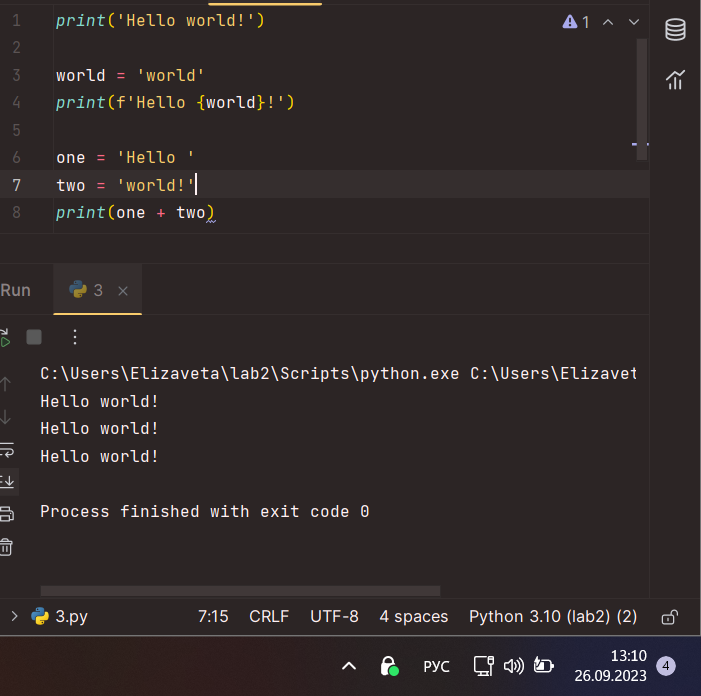 1 print('Hello world!') 1
2
3 world = 'world'
4 print(f'Hello {world}!')
5
6 one = 'Hello '
7 two = 'world!'
8 print(one + two)
Run 3
C:\Users\Elizaveta\lab2\Scripts\python.exe C:\Users\Elizavet
Hello world!
Hello world!
Hello world!
Process finished with exit code 0
3.py 7:15 CRLF UTF-8 4 spaces Python 3.10 (lab2) (2)
РУС 13:10 4
26.09.2023